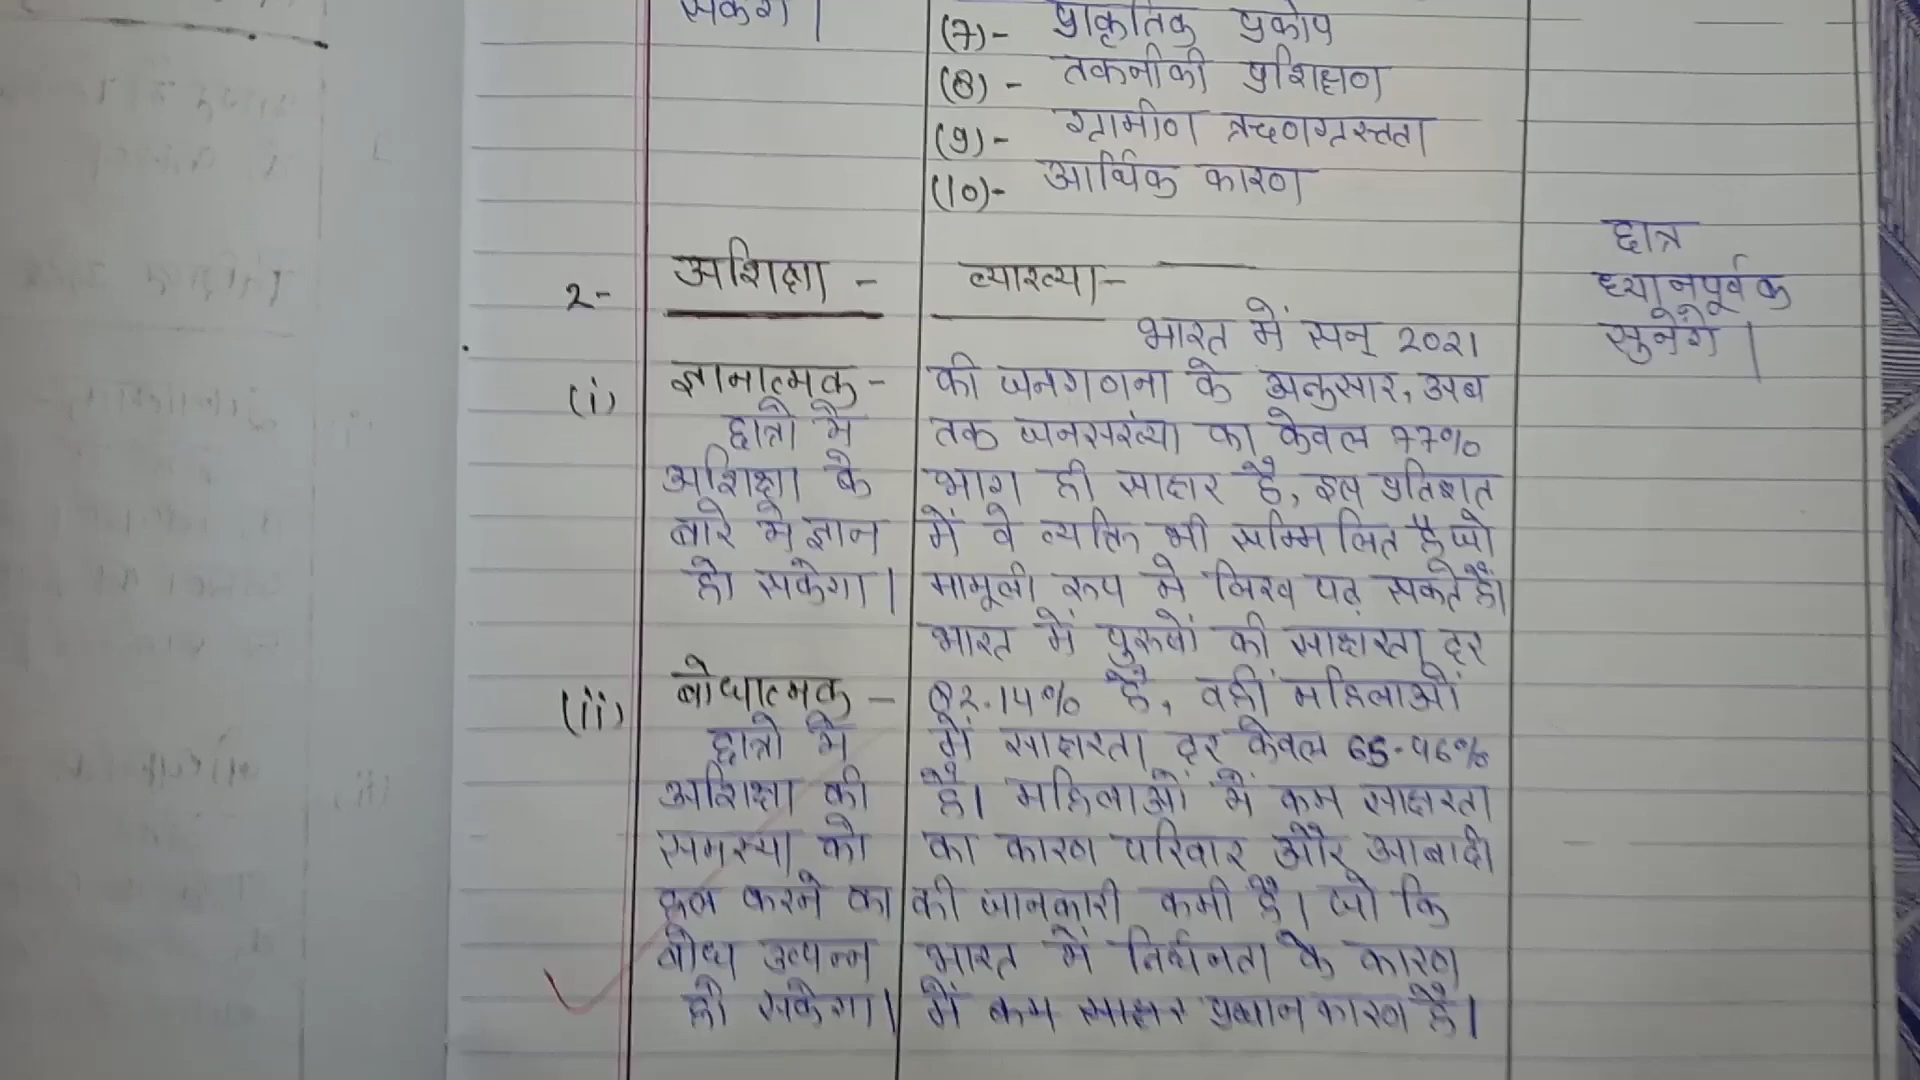 सकेगा।
(7)- प्राकृतिक प्रकोप
(8)- तकनीकी प्रशिक्षण
(9)- ग्रामीण ऋणग्रस्तता
(10)- आर्थिक कारण
2- अशिक्षा -
(i) ज्ञानात्मक -
छात्रो मे
अशिक्षा के
बारे मे ज्ञान
हो सकेगा।
(ii) बोधात्मक -
छात्रो मे
अशिक्षा की
समस्या को
हल करने का
बोध उत्पन्न
हो सकेगा।
व्याख्या-
भारत में सन् 2021
की जनगणना के अनुसार, अब
तक जनसंख्या का केवल 77%
भाग ही साक्षर है, इस प्रतिशत
में वे व्यक्ति भी सम्मिलित है जो
मामूली रूप से लिख पढ़ सकते हैं।
भारत में पुरुषों की साक्षरता दर
82.14% है, वहीं महिलाओं
में साक्षरता दर केवल 65.46%
है। महिलाओं में कम साक्षरता
का कारण परिवार और आबादी
की जानकारी कमी है। जो कि
भारत में निर्धनता के कारण
में कम साक्षर प्रधान कारण है।
छात्र
ध्यानपूर्वक
सुनेंगे।